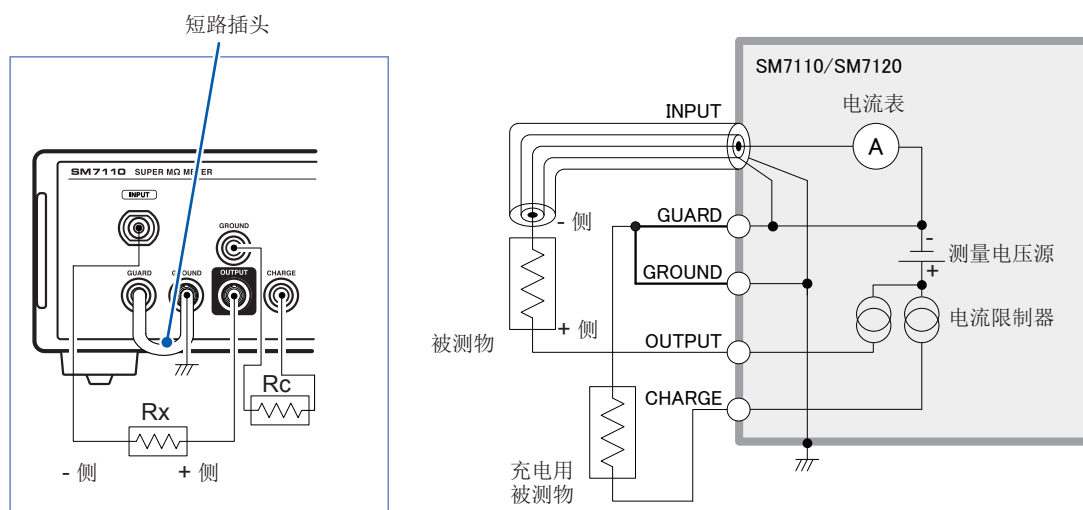 短路插头
SM7110 SUPER MΩ METER
INPUT
GROUND
GUARD
GROUND
OUTPUT
CHARGE
Rc
Rx
- 侧
+ 侧
SM7110/SM7120
电流表
INPUT
A
- 侧
GUARD
-
测量电压源
+
GROUND
电流限制器
+ 侧
被测物
OUTPUT
CHARGE
充电用
被测物